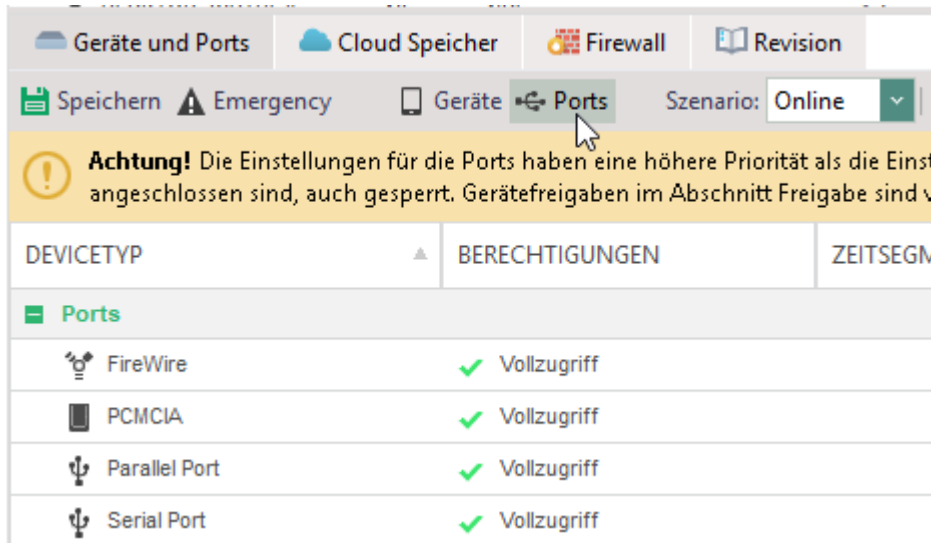 Geräte und Ports Cloud Speicher Firewall Revision
Speichern Emergency Geräte Ports Szenario: Online
Achtung! Die Einstellungen für die Ports haben eine höhere Priorität als die Einst
angeschlossen sind, auch gesperrt. Gerätefreigaben im Abschnitt Freigabe sind v
DEVICETYP BERECHTIGUNGEN ZEITSEGM
Ports
FireWire Vollzugriff
PCMCIA Vollzugriff
Parallel Port Vollzugriff
Serial Port Vollzugriff